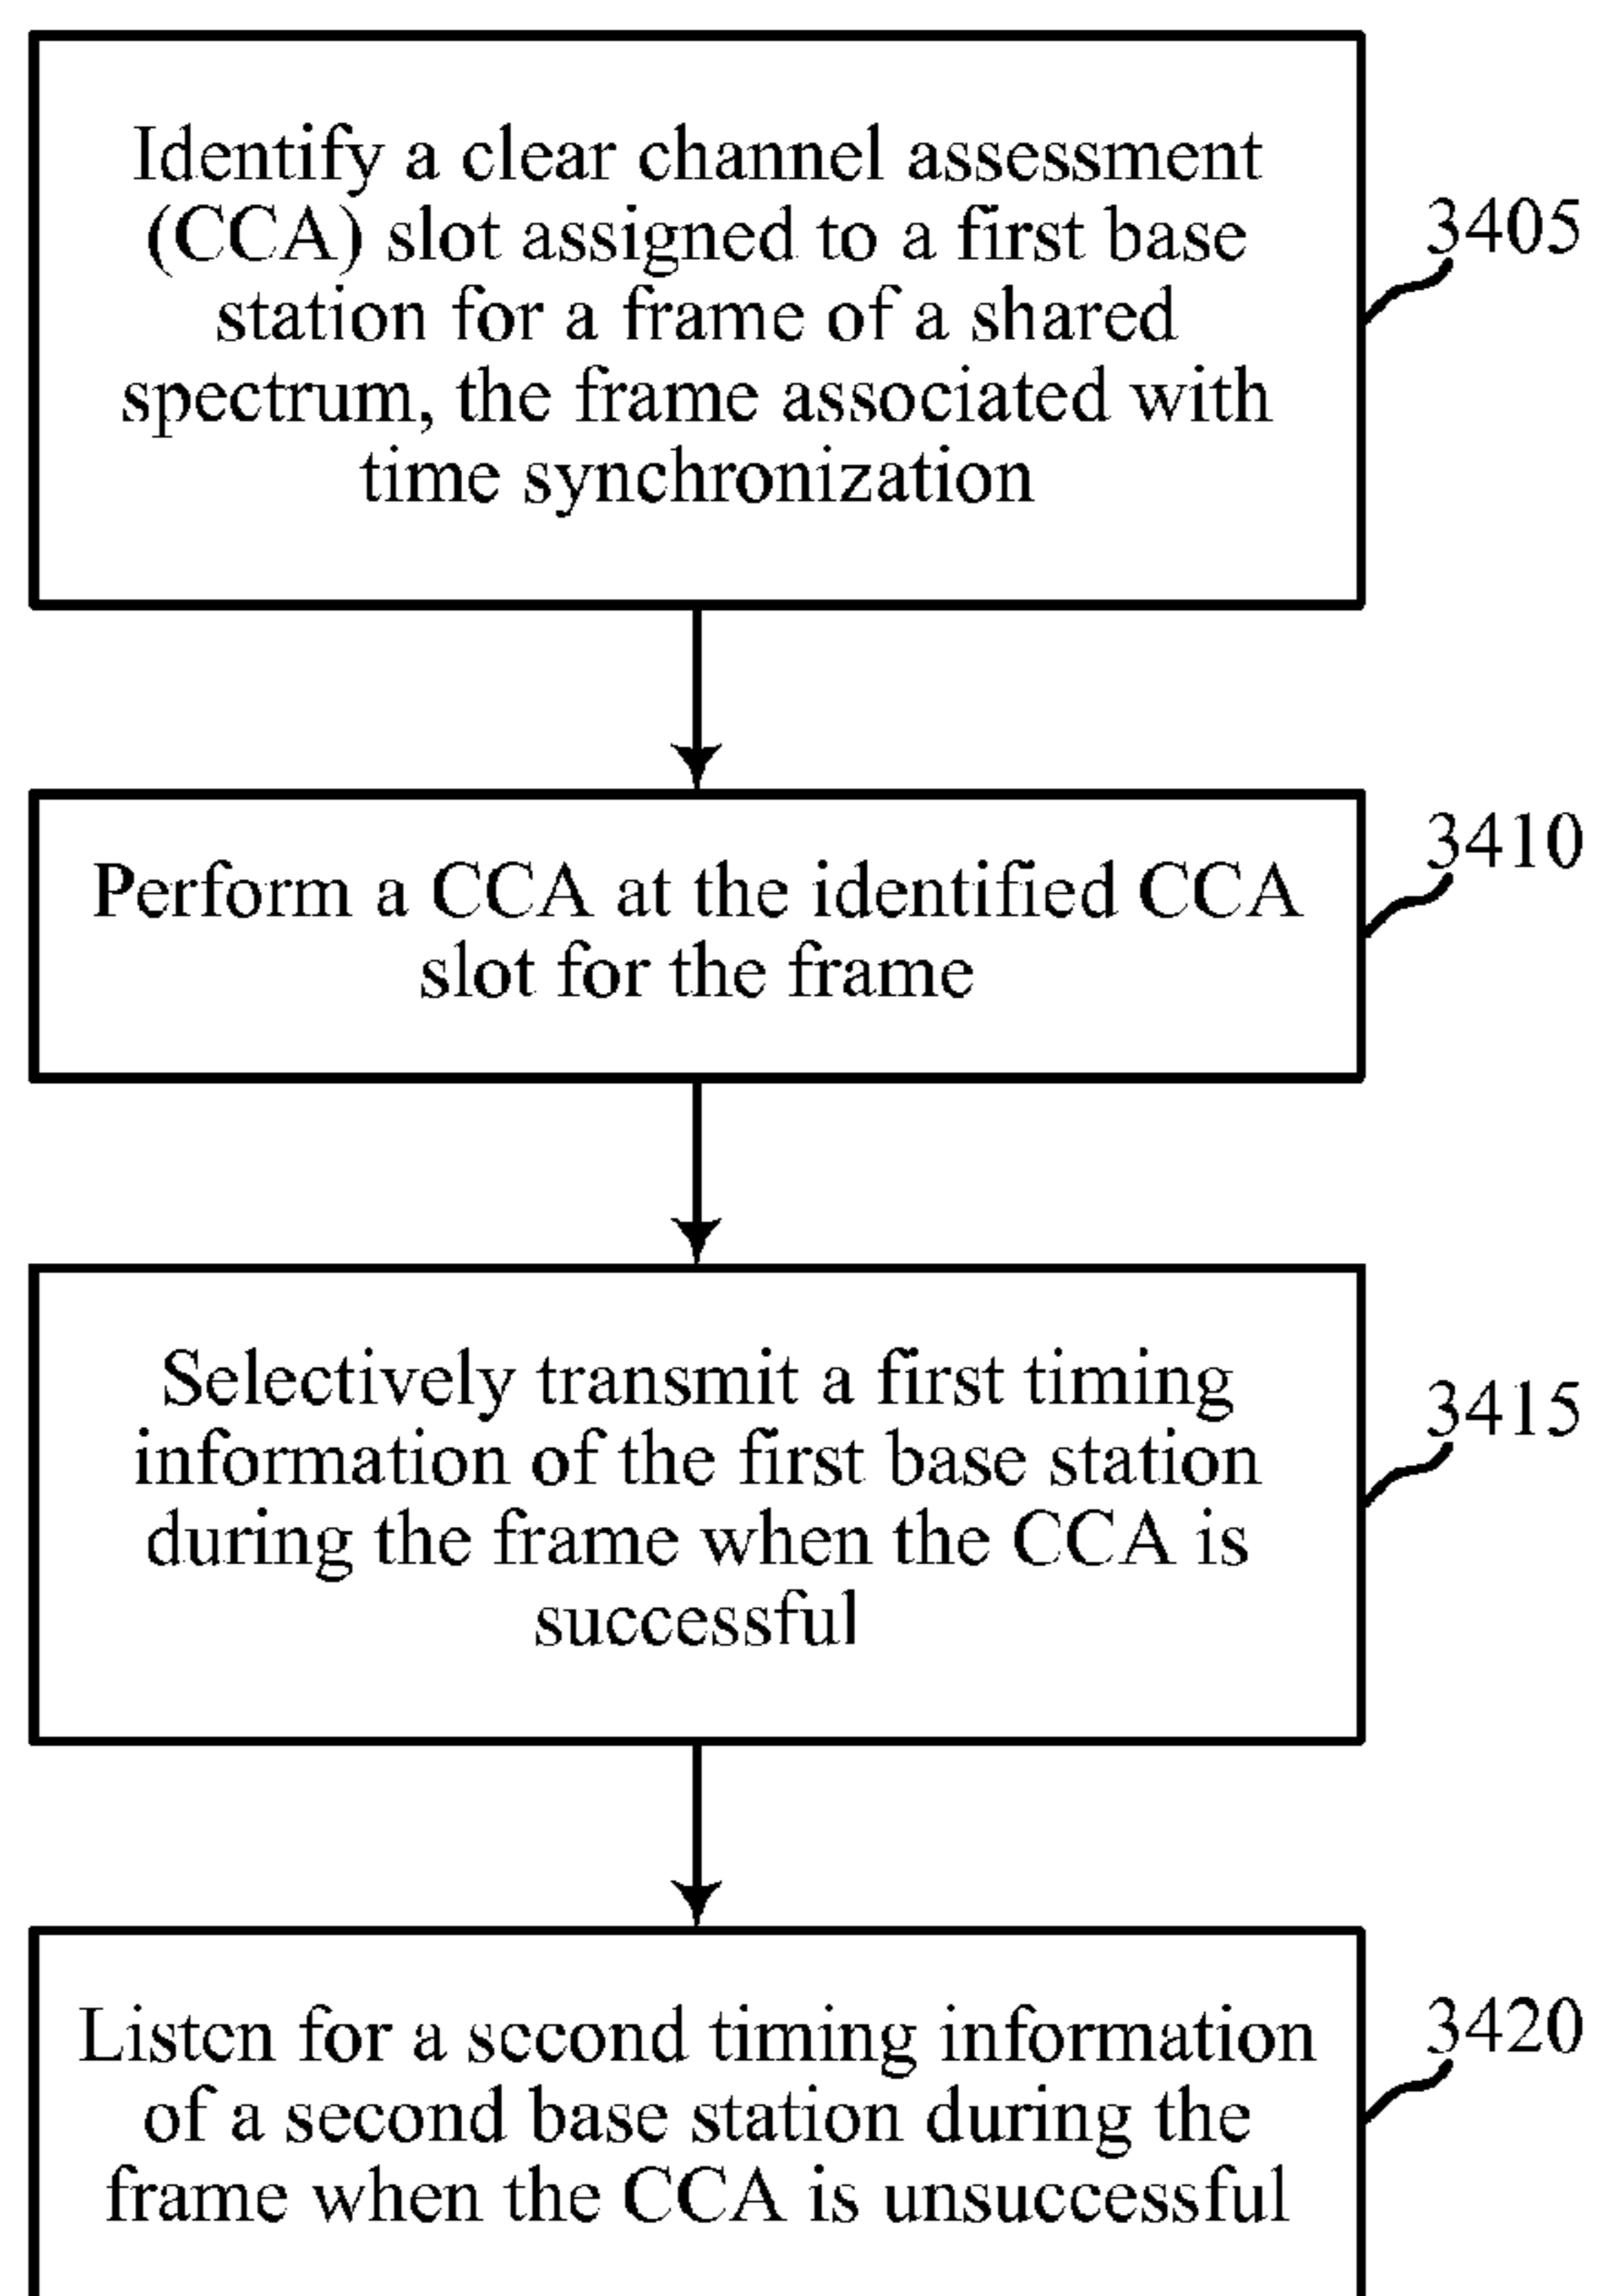 Identify a clear channel assessment
(CCA) slot assigned to a first base
station for a frame of a shared
spectrum, the frame associated with
time synchronization
3405
Perform a CCA at the identified CCA
slot for the frame
3410
Selectively transmit a first timing
information of the first base station
during the frame when the CCA is
successful
3415
Listen for a second timing information
of a second base station during the
frame when the CCA is unsuccessful
3420